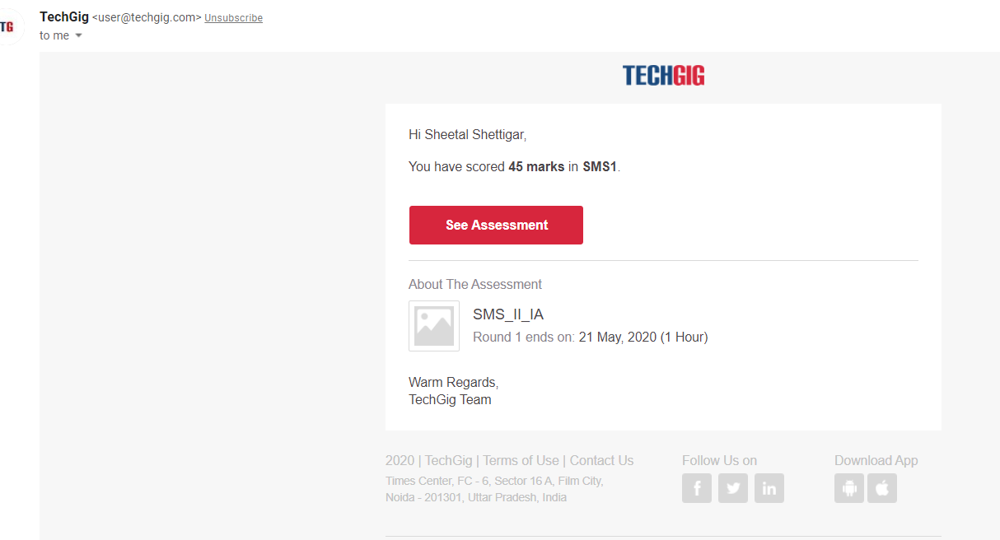 TG
TechGig <user@techgig.com> Unsubscribe
to me
TECHGIG
Hi Sheetal Shettigar,
You have scored 45 marks in SMS1.
See Assessment
About The Assessment
SMS_II_IA
Round 1 ends on: 21 May, 2020 (1 Hour)
Warm Regards,
TechGig Team
2020 | TechGig | Terms of Use | Contact Us
Times Center, FC - 6, Sector 16 A, Film City,
Noida - 201301, Uttar Pradesh, India
Follow Us on
f in
Download App